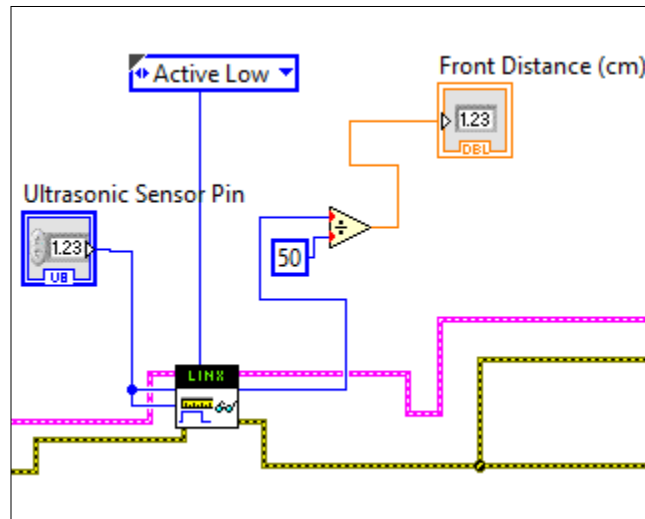 Active Low
Front Distance (cm)
1.23
DBL
Ultrasonic Sensor Pin
1.23
U8
÷
50
LINX